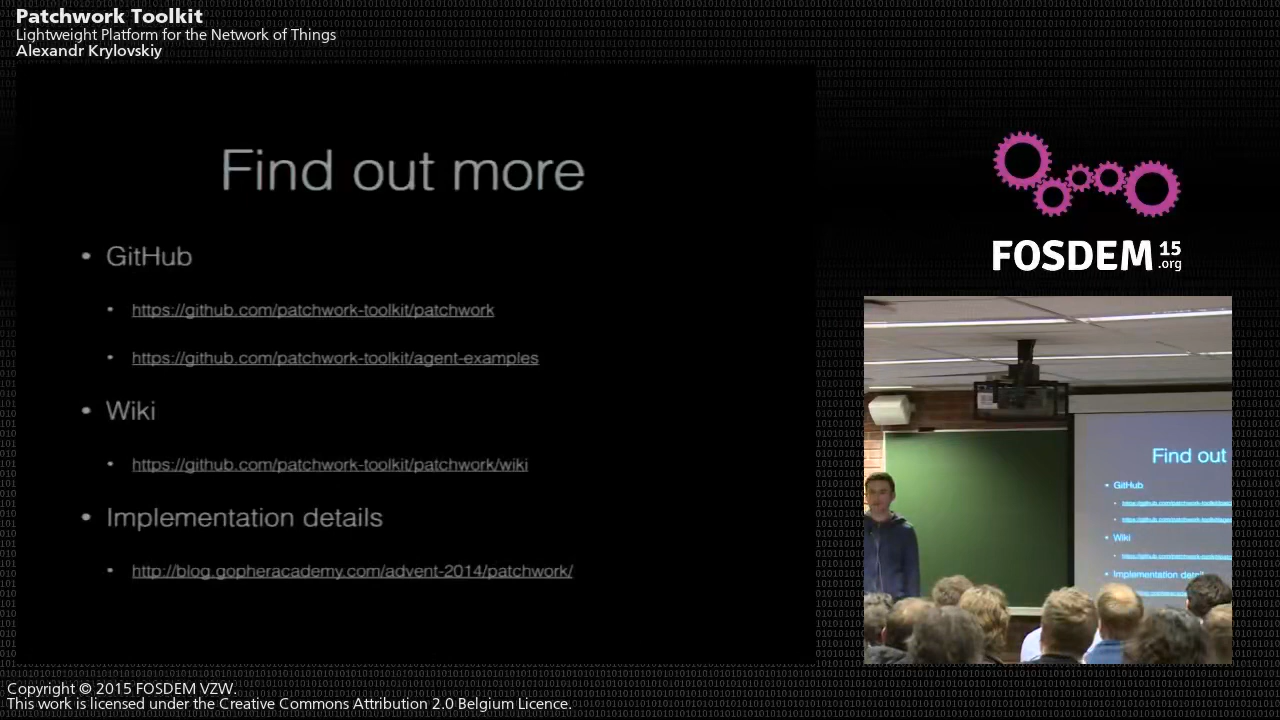 Patchwork Toolkit
Lightweight Platform for the Network of Things
Alexandr Krylovskiy
Find out more
• GitHub
• https://github.com/patchwork-toolkit/patchwork
• https://github.com/patchwork-toolkit/agent-examples
• Wiki
• https://github.com/patchwork-toolkit/patchwork/wiki
• Implementation details
• http://blog.gopheracademy.com/advent-2014/patchwork/
FOSDEM 15
.org
Find out
• GitHub
• Wiki
• Implementation
Copyright © 2015 FOSDEM VZW.
This work is licensed under the Creative Commons Attribution 2.0 Belgium Licence.